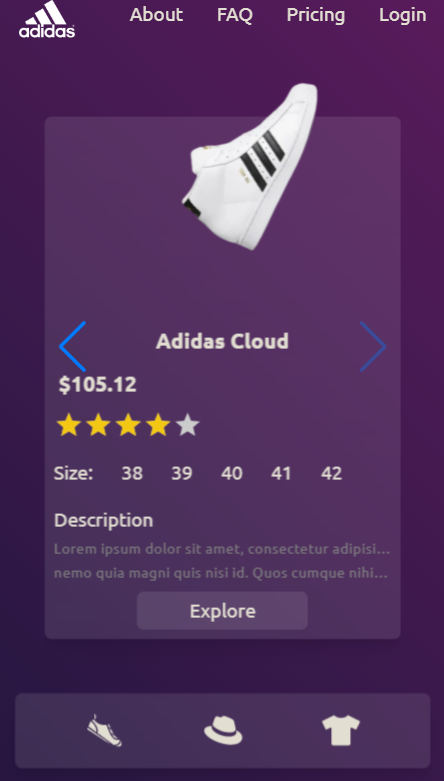 adidas
About FAQ Pricing Login
Adidas Cloud
$105.12
Size: 38 39 40 41 42
Description
Lorem ipsum dolor sit amet, consectetur adipisi...
nemo quia magni quis nisi id. Quos cumque nihi...
Explore